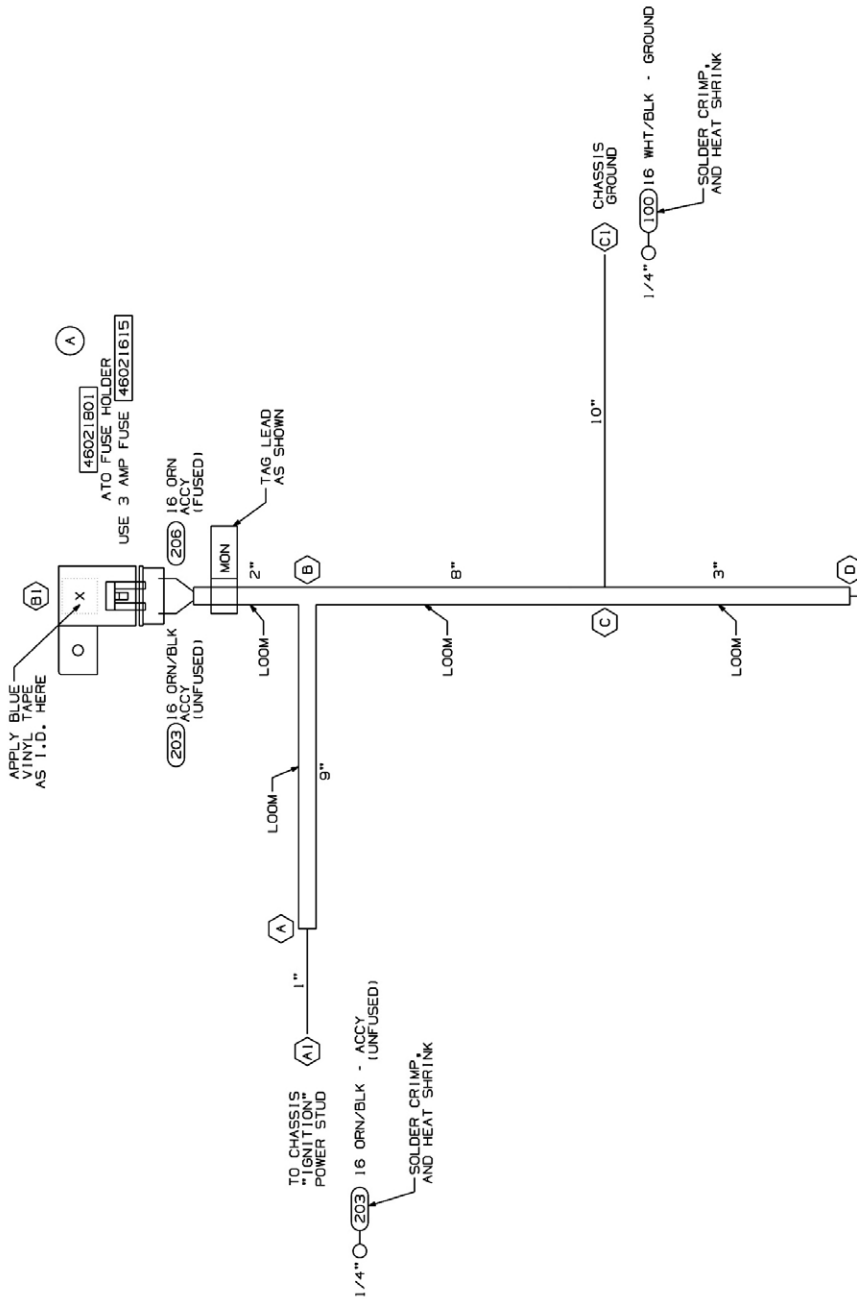 APPLY BLUE
VINYL TAPE
AS I.D. HERE
B1
X
46021801
ATO FUSE HOLDER
USE 3 AMP FUSE 46021615
A
203 16 ORN/BLK
ACCY
(UNFUSED)
206 16 ORN
ACCY
(FUSED)
MON
TAG LEAD
AS SHOWN
2"
LOOM
B
LOOM
9"
A
1"
A1
TO CHASSIS
"IGNITION"
POWER STUD
1/4" 203 16 ORN/BLK - ACCY
(UNFUSED)
SOLDER CRIMP,
AND HEAT SHRINK
8"
LOOM
C
10"
C1
CHASSIS
GROUND
1/4" 100 16 WHT/BLK - GROUND
SOLDER CRIMP,
AND HEAT SHRINK
3"
LOOM
D